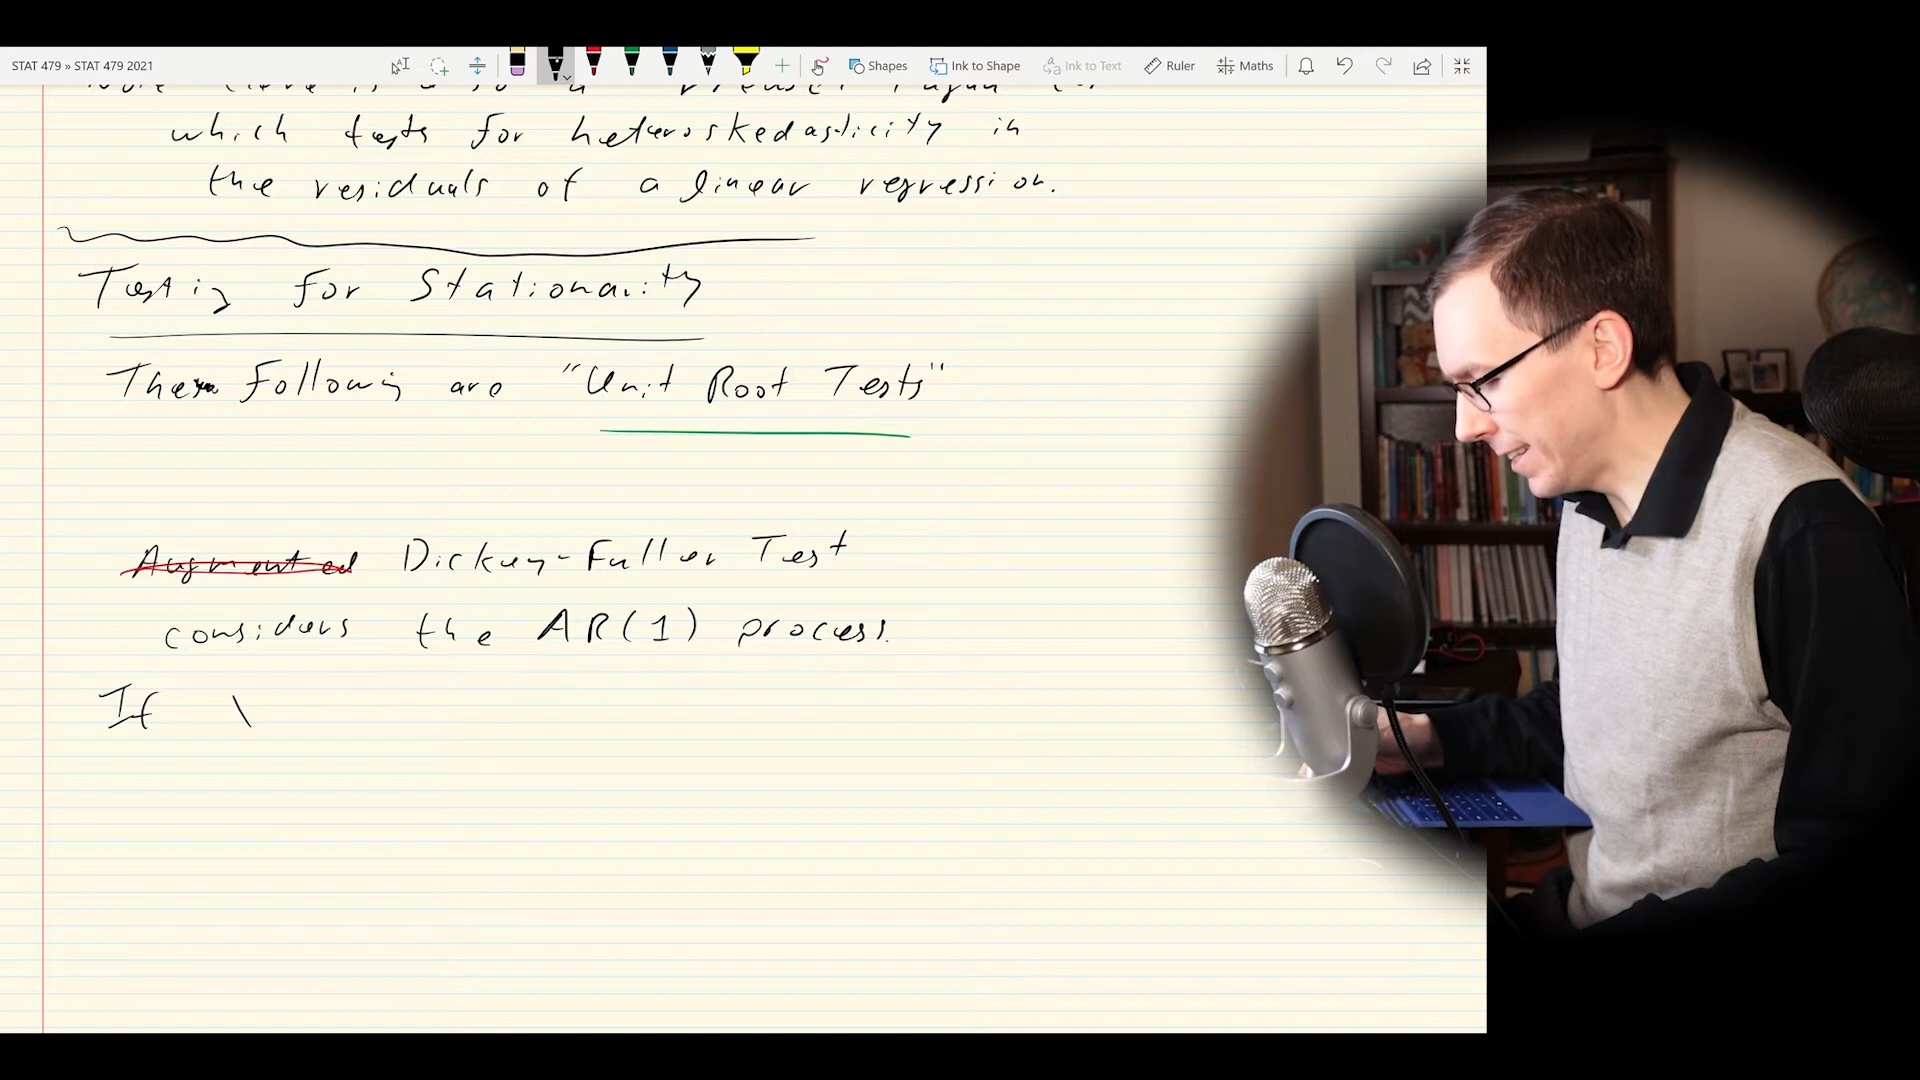 STAT 479 » STAT 479 2021
Shapes Ink to Shape Ink to Text Ruler Maths
which tests for heteroskedasticity in
the residuals of a linear regression.
Testing for Stationarity
Following are "Unit Root Tests"
Augmented Dickey-Fuller Test
considers the AR(1) process.
If \